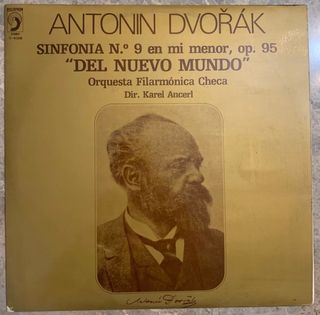 ANTONIN DVOŘÁK
SINFONIA N.º 9 en mi menor, op. 95
"DEL NUEVO MUNDO"
Orquesta Filarmónica Checa
Dir. Karel Ancerl